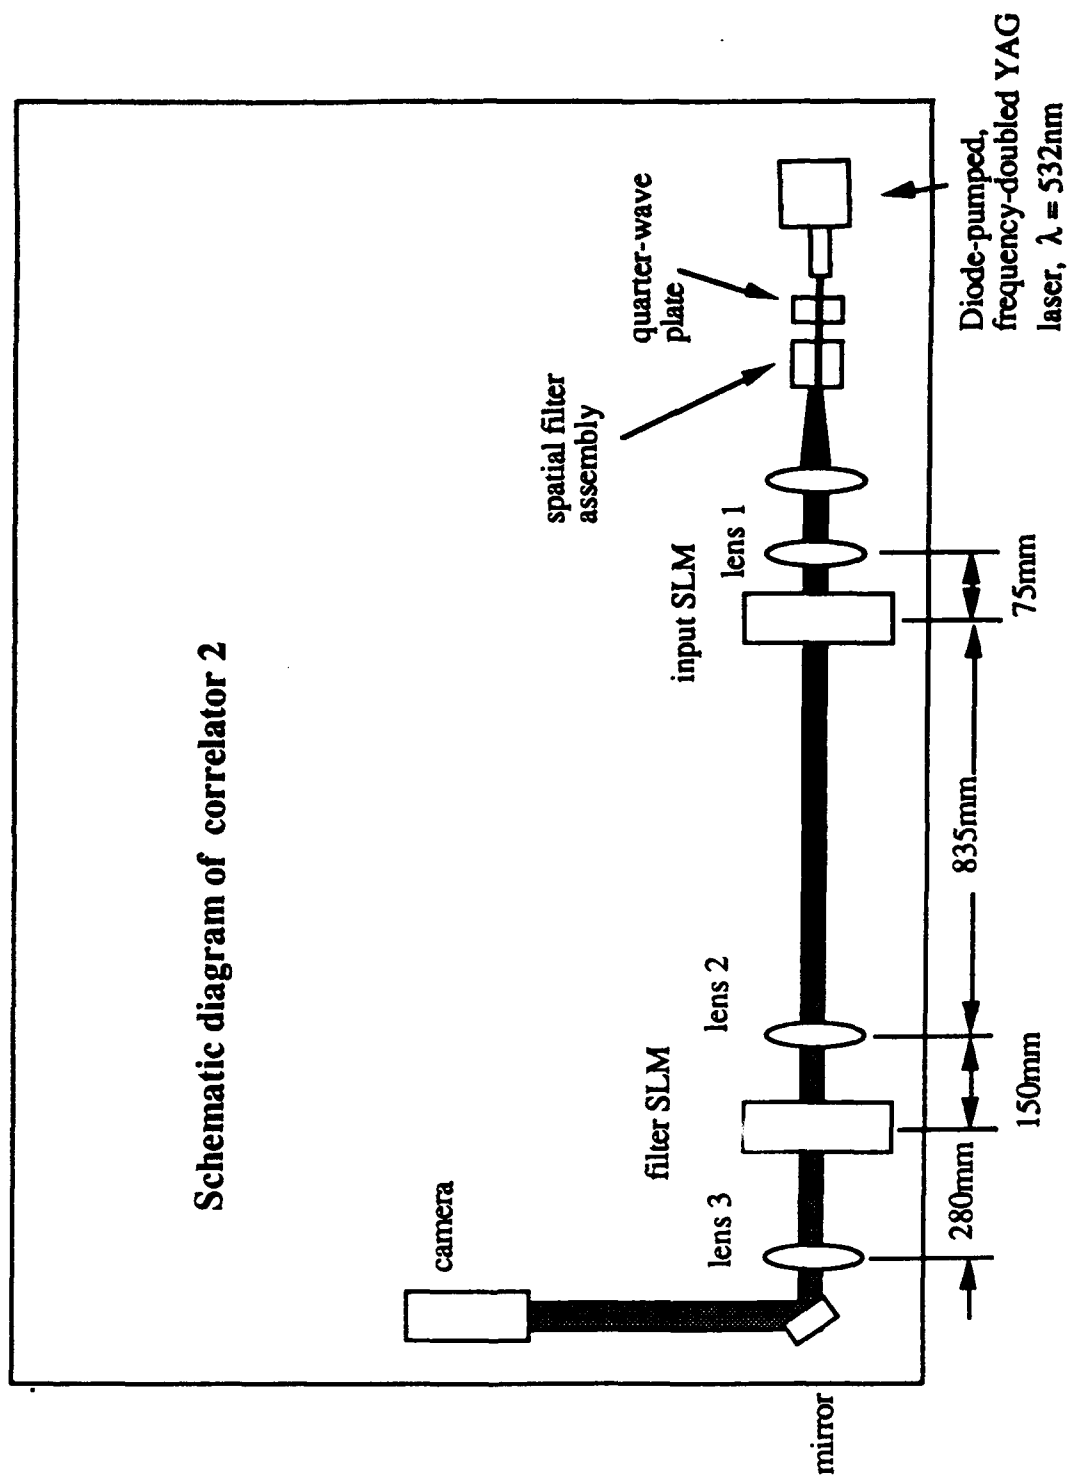 Schematic diagram of correlator 2
camera
mirror
lens 3
filter SLM
lens 2
input SLM
lens 1
spatial filter
assembly
quarter-wave
plate
280mm
150mm
835mm
75mm
Diode-pumped,
frequency-doubled YAG
laser, λ = 532nm